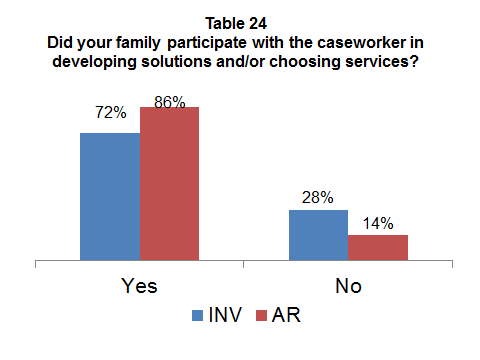 Table 24
Did your family participate with the caseworker in
developing solutions and/or choosing services?
72%
86%
28%
14%
Yes
No
INV
AR